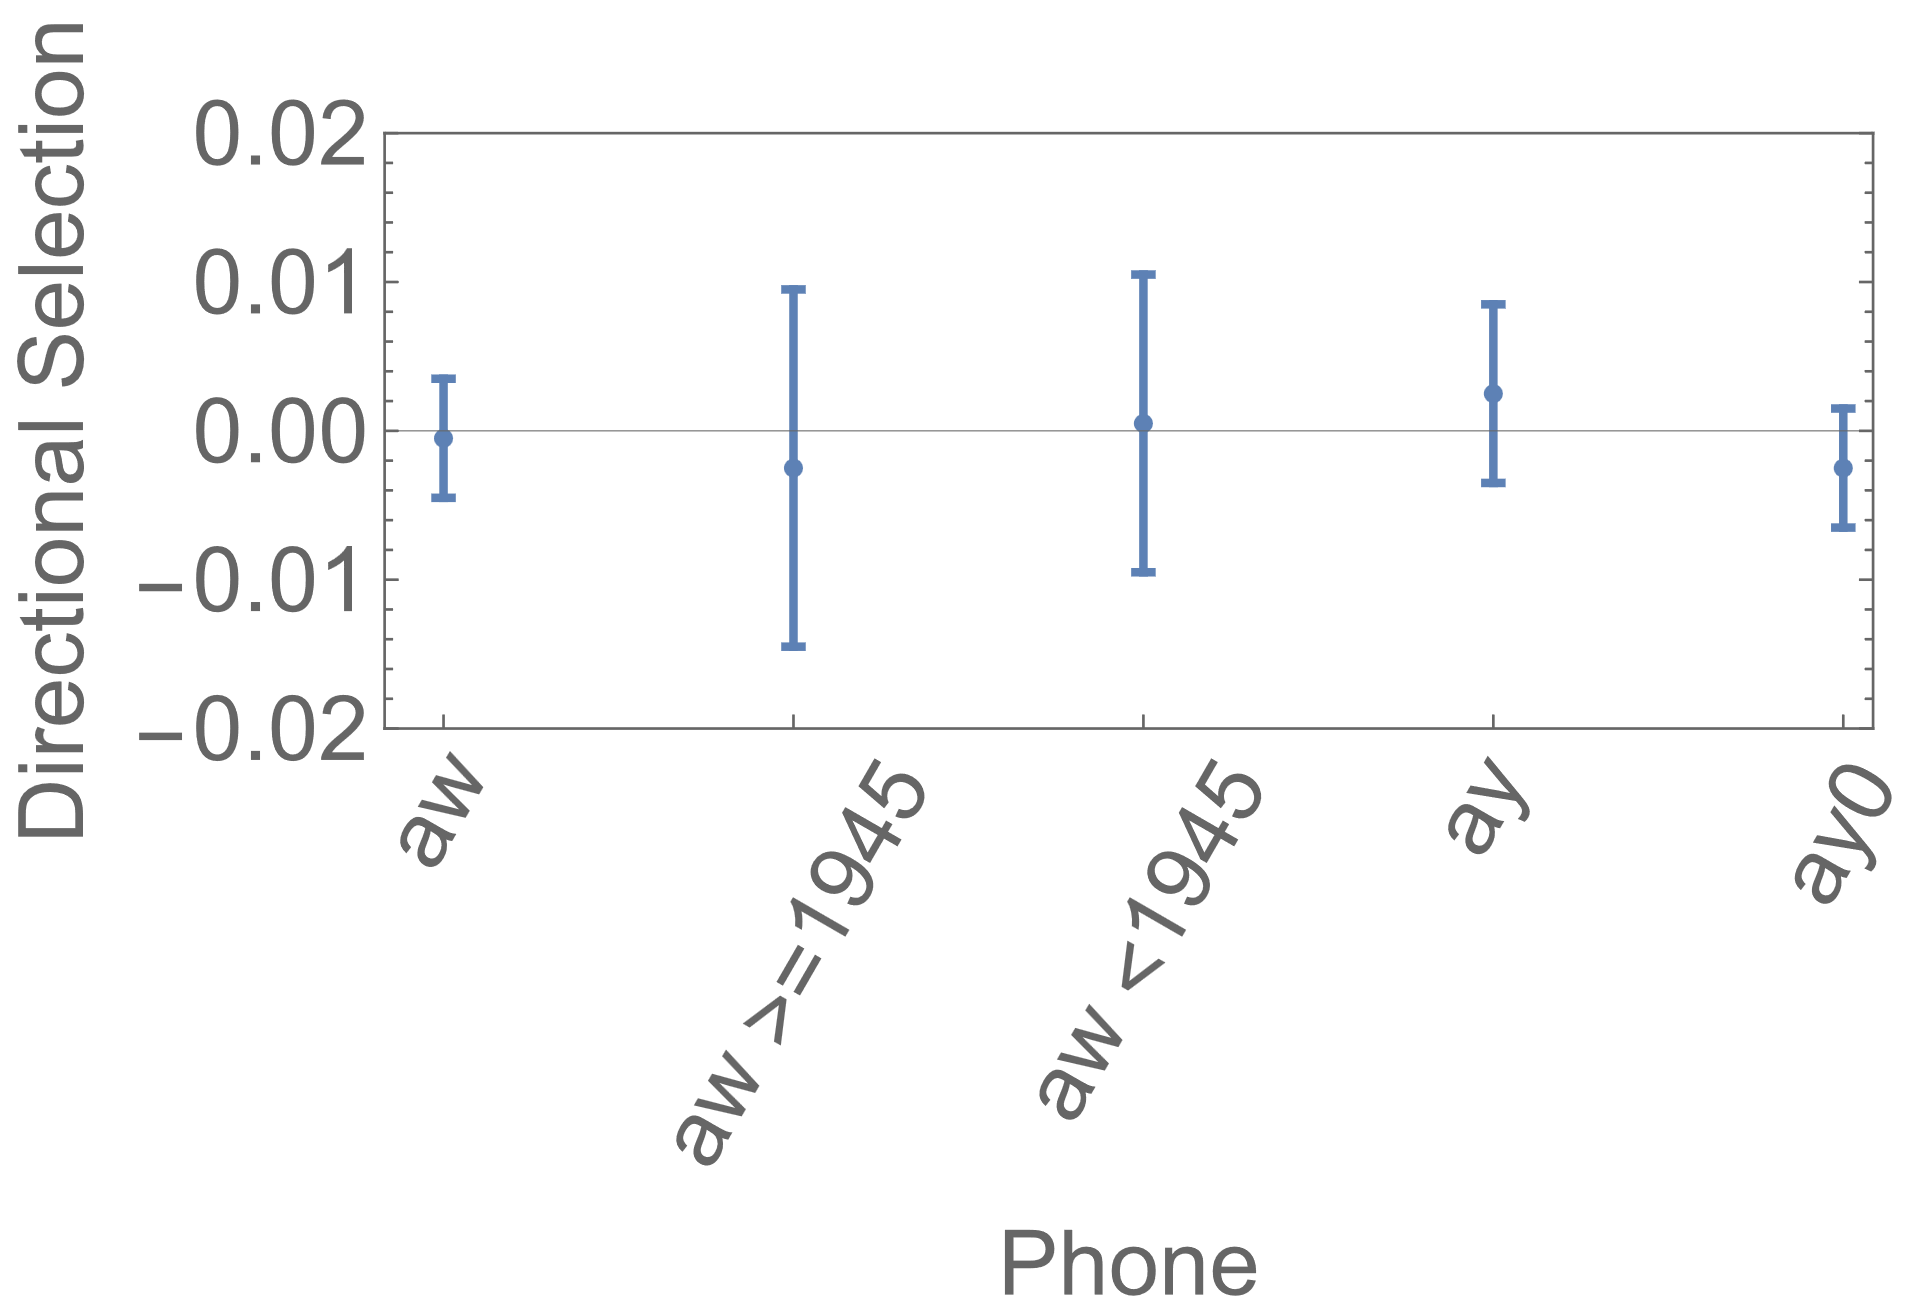 Directional Selection
0.02
0.01
0.00
−0.01
−0.02
aw
aw >=1945
aw <1945
ay
ay0
Phone